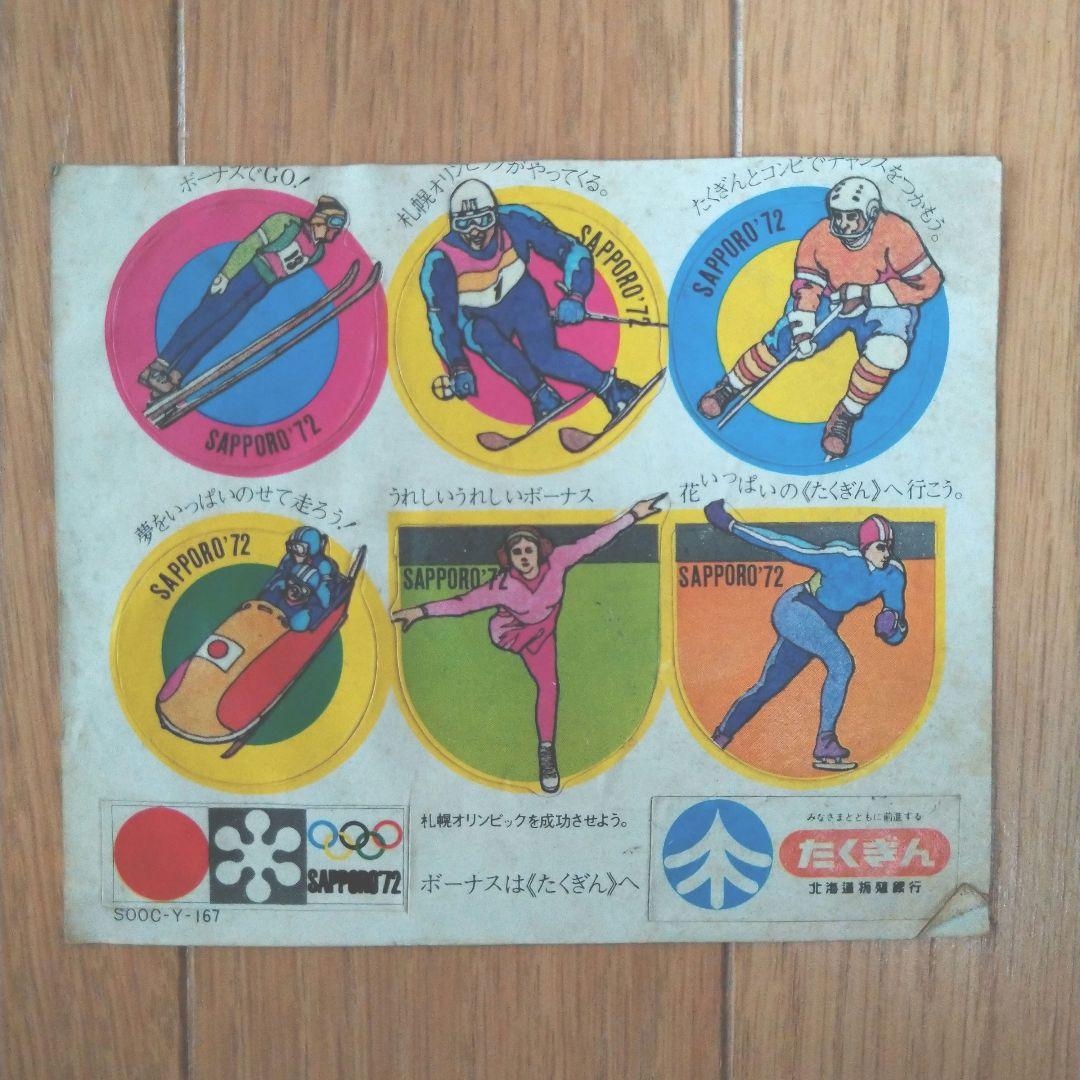 ボーナスでGO!
札幌オリンピックがやってくる。
たくぎんとコンビでチャンスをつかもう。
18
SAPPORO'72
1
SAPPORO'72
SAPPORO'72
夢をいっぱいのせて走ろう!
うれしいうれしいボーナス
花いっぱいの《たくぎん》へ行こう。
SAPPORO'72
SAPPORO'72
SAPPORO'72
SAPPORO'72
SOOC-Y-167
札幌オリンピックを成功させよう。
ボーナスは《たくぎん》へ
みなさまとともに前進する
たくぎん
北海道拓殖銀行